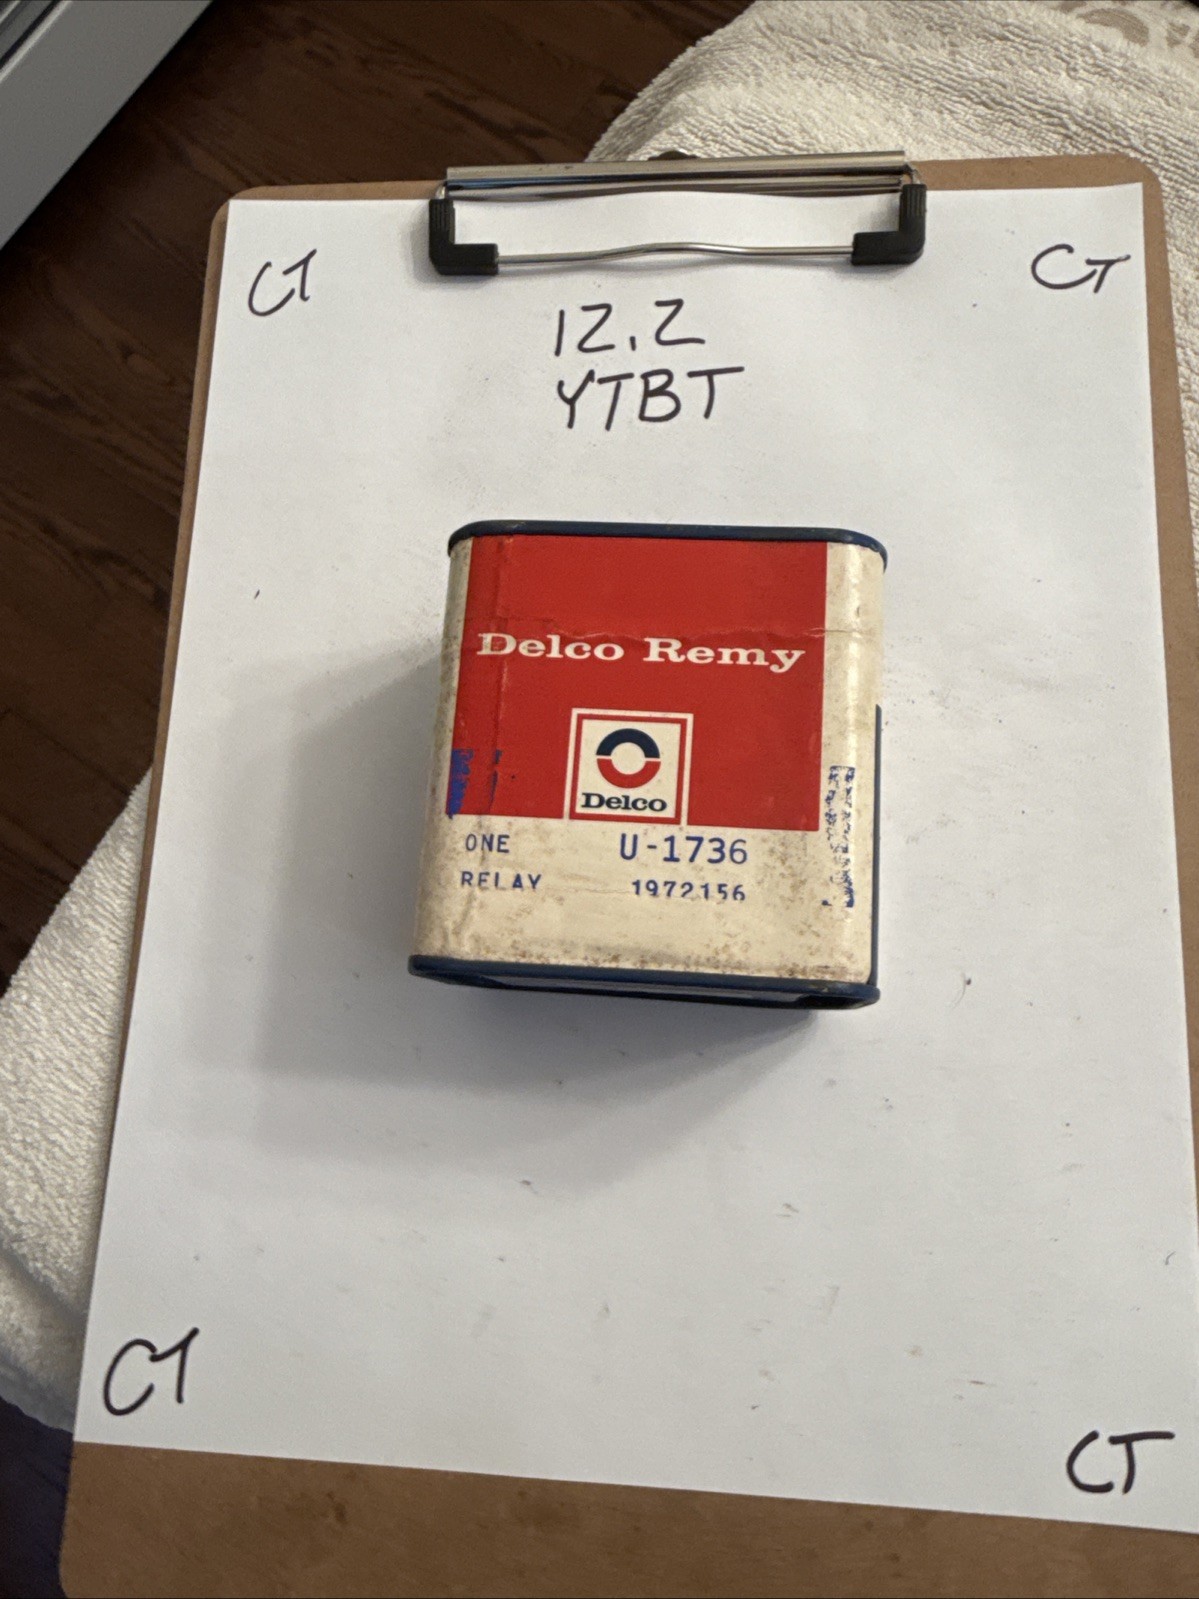 CT
CT
12.2
YTBT
Delco Remy
Delco
ONE U-1736
RELAY 1972156
CT
CT